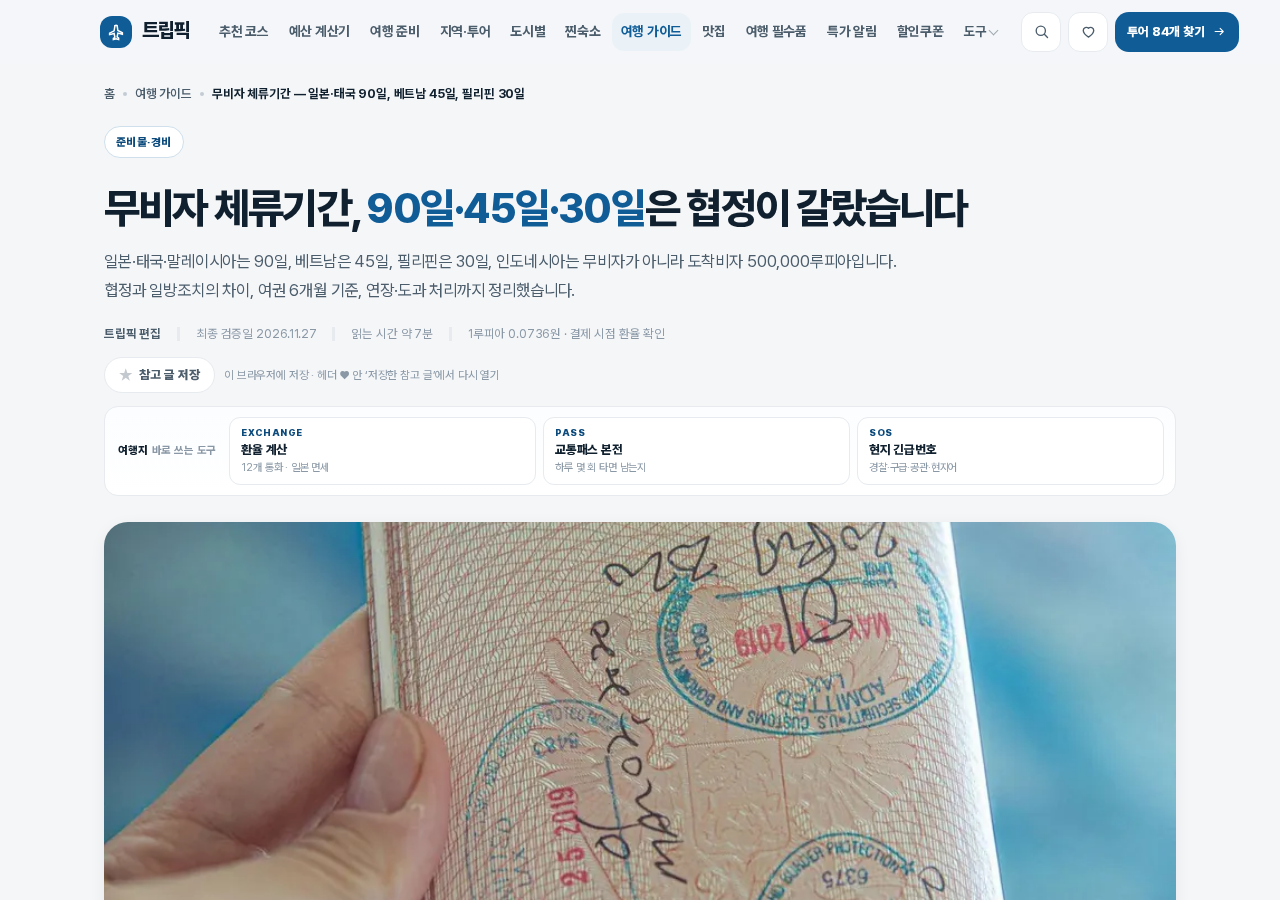 트립픽
추천 코스
예산 계산기
여행 준비
지역·투어
도시별
찐숙소
여행 가이드
맛집
여행 필수품
특가 알림
할인쿠폰
도구
투어 84개 찾기 →
홈 • 여행 가이드 • 무비자 체류기간 — 일본·태국 90일, 베트남 45일, 필리핀 30일
준비물·경비
무비자 체류기간, 90일·45일·30일은 협정이 갈랐습니다
일본·태국·말레이시아는 90일, 베트남은 45일, 필리핀은 30일, 인도네시아는 무비자가 아니라 도착비자 500,000루피아입니다.
협정과 일방조치의 차이, 여권 6개월 기준, 연장·도과 처리까지 정리했습니다.
트립픽 편집
최종 검증일 2026.11.27
읽는 시간 약 7분
1루피아 0.0736원 · 결제 시점 환율 확인
★ 참고 글 저장
이 브라우저에 저장 · 헤더 ♥ 안 '저장한 참고 글'에서 다시 열기
여행지 바로 쓰는 도구
EXCHANGE
환율 계산
12개 통화 · 일본 면세
PASS
교통패스 본전
하루 몇 회 타면 남는지
SOS
현지 긴급번호
경찰·구급·공관·현지어
MAY 2019
6031
ADMITTED
LAX
U.S. CUSTOMS AND BORDER
25 2019
6375